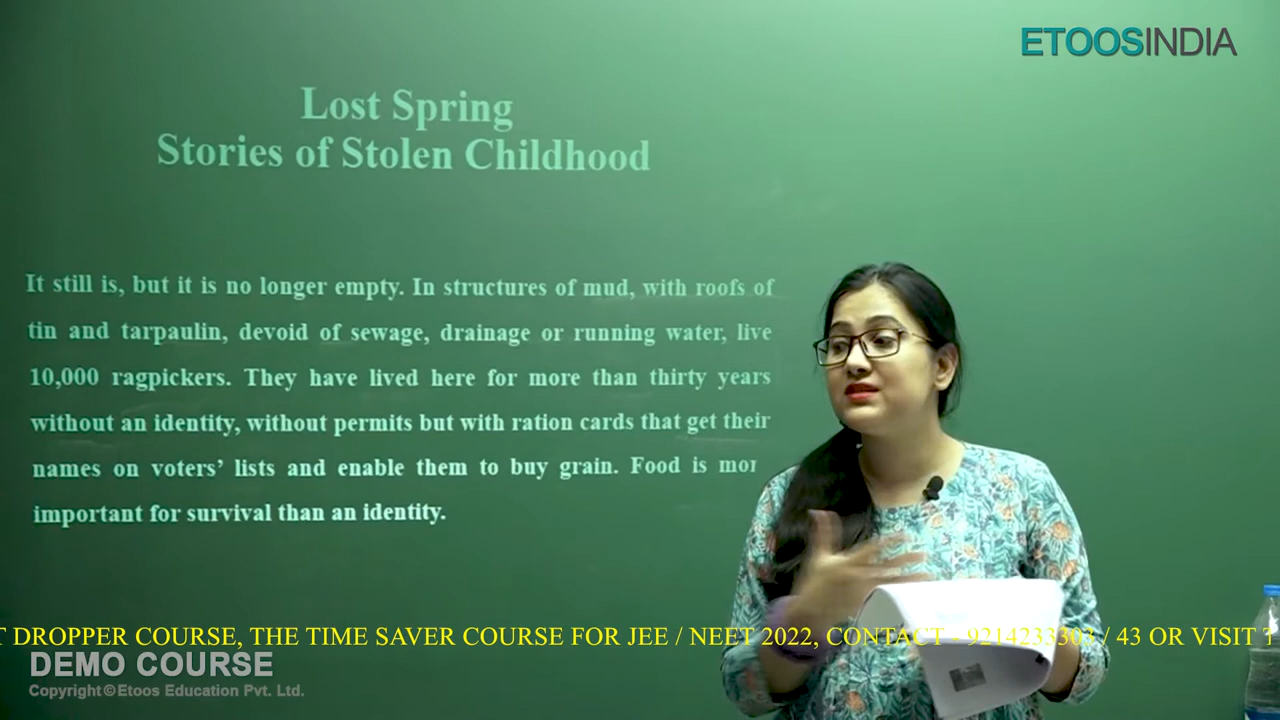 ETOOSINDIA
Lost Spring
Stories of Stolen Childhood
It still is, but it is no longer empty. In structures of mud, with roofs of
tin and tarpaulin, devoid of sewage, drainage or running water, live
10,000 ragpickers. They have lived here for more than thirty years
without an identity, without permits but with ration cards that get their
names on voters’ lists and enable them to buy grain. Food is mor
important for survival than an identity.
T DROPPER COURSE, THE TIME SAVER COURSE FOR JEE / NEET 2022, CONTACT - 9214233303 / 43 OR VISIT T
DEMO COURSE
Copyright © Etoos Education Pvt. Ltd.